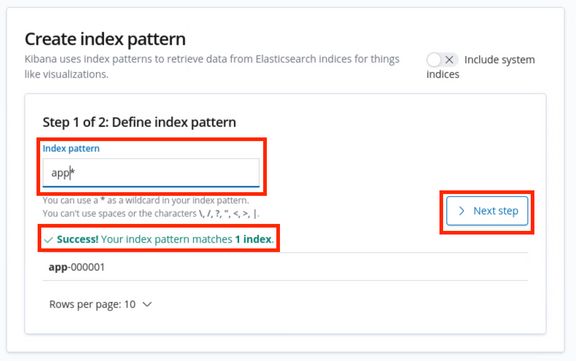 Create index pattern
Kibana uses index patterns to retrieve data from Elasticsearch indices for things
like visualizations.
Include system
indices
Step 1 of 2: Define index pattern
Index pattern
app*
You can use a * as a wildcard in your index pattern.
You can't use spaces or the characters \, /, ?, ", <, >, |.
Next step
Success! Your index pattern matches 1 index.
app-000001
Rows per page: 10